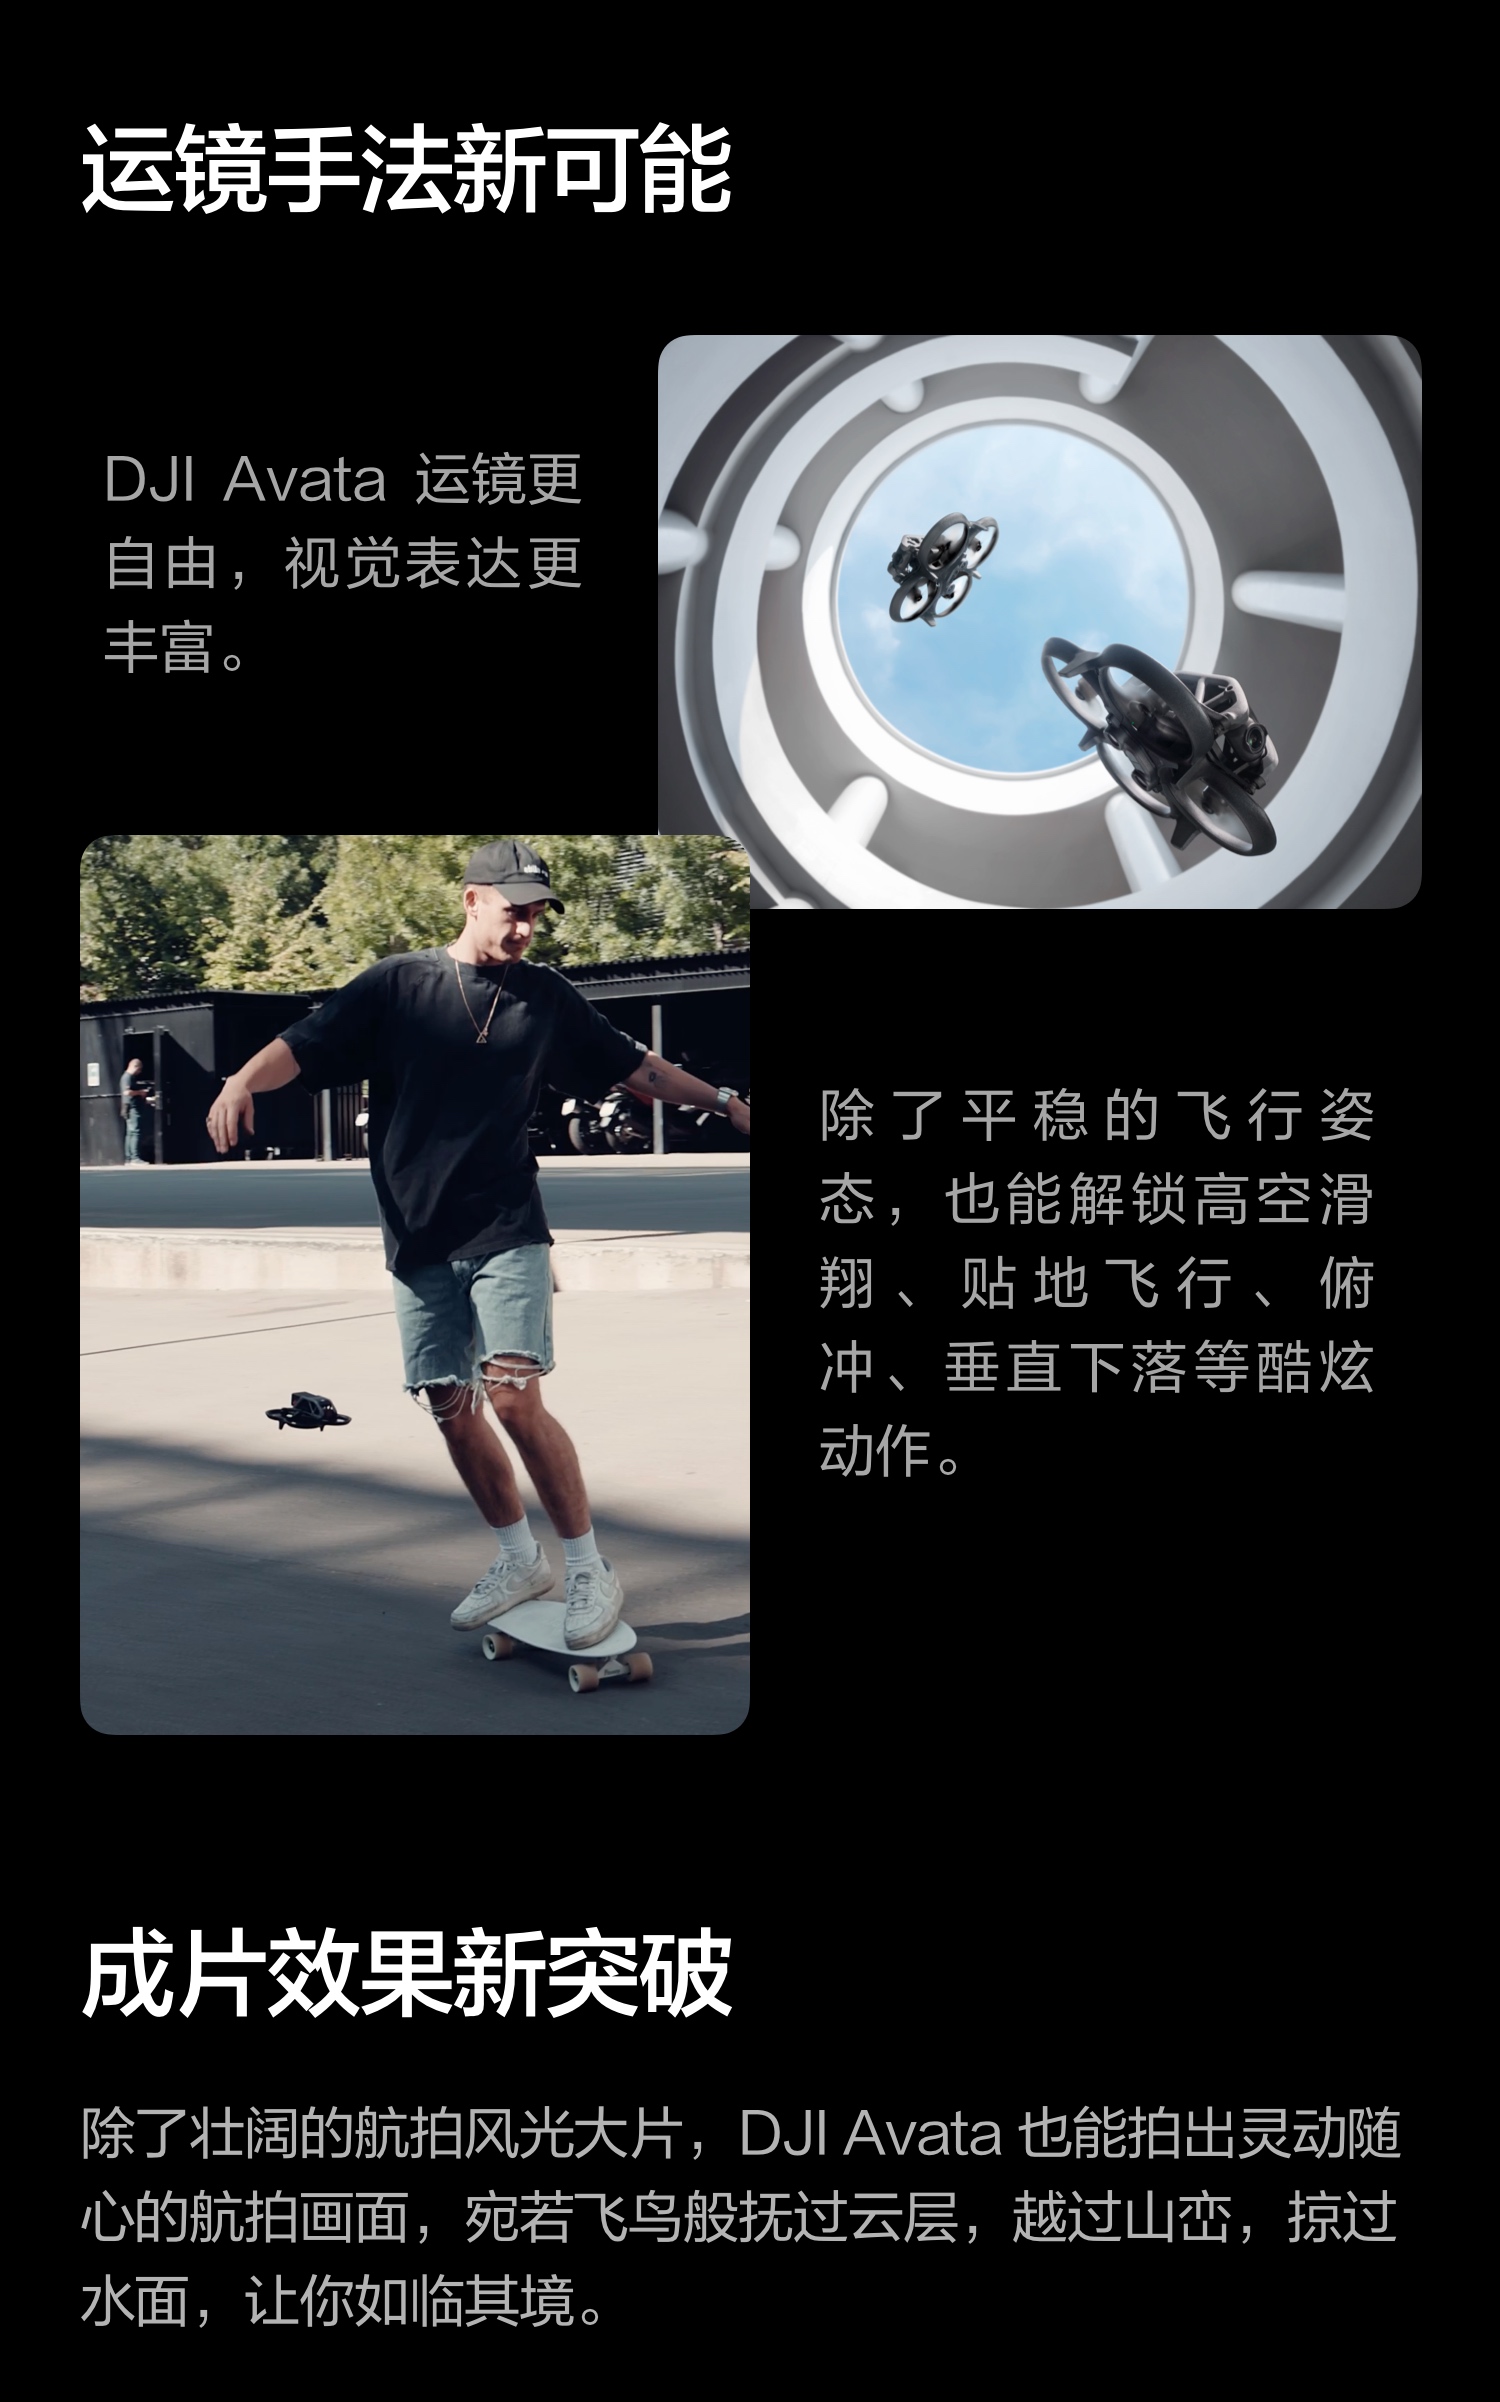 运镜手法新可能
DJI Avata 运镜更
自由，视觉表达更
丰富。
除了平稳的飞行姿
态，也能解锁高空滑
翔、贴地飞行、俯
冲、垂直下落等酷炫
动作。
成片效果新突破
除了壮阔的航拍风光大片，DJI Avata 也能拍出灵动随
心的航拍画面，宛若飞鸟般抚过云层，越过山峦，掠过
水面，让你如临其境。